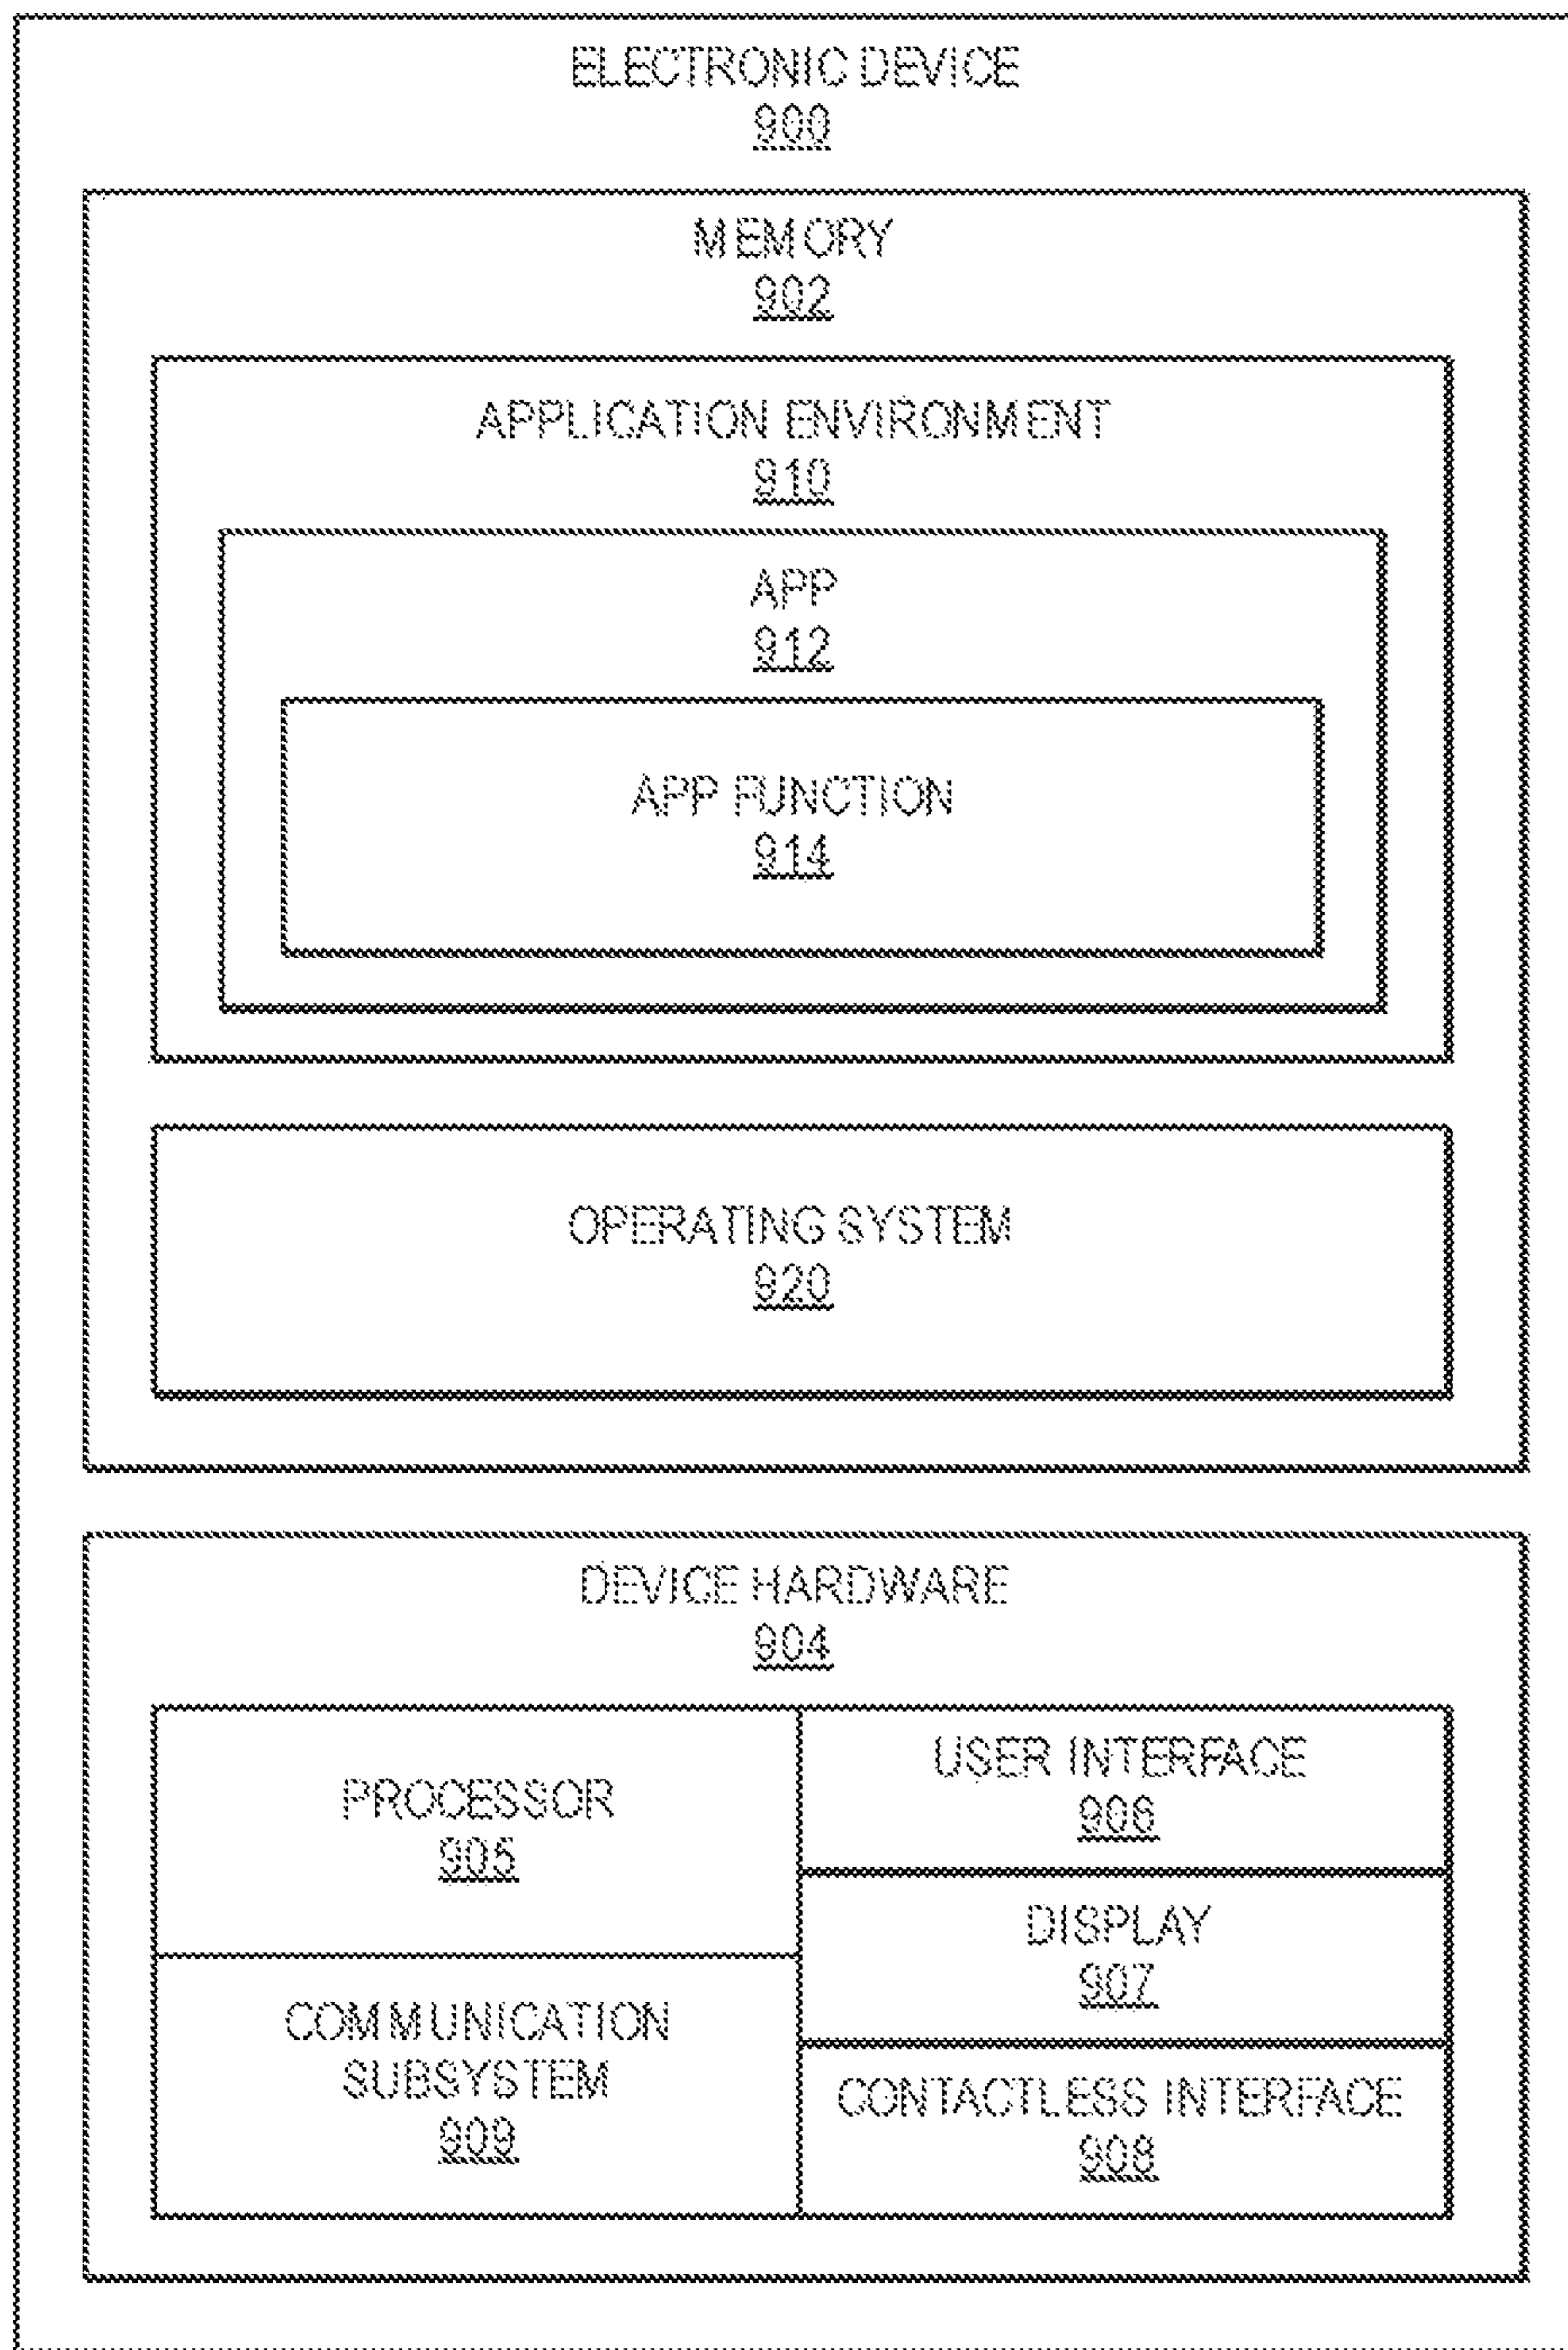 ELECTRONIC DEVICE
900
MEMORY
902
APPLICATION ENVIRONMENT
910
APP
912
APP FUNCTION
914
OPERATING SYSTEM
920
DEVICE HARDWARE
904
PROCESSOR
905
COMMUNICATION
SUBSYSTEM
909
USER INTERFACE
906
DISPLAY
907
CONTACTLESS INTERFACE
908